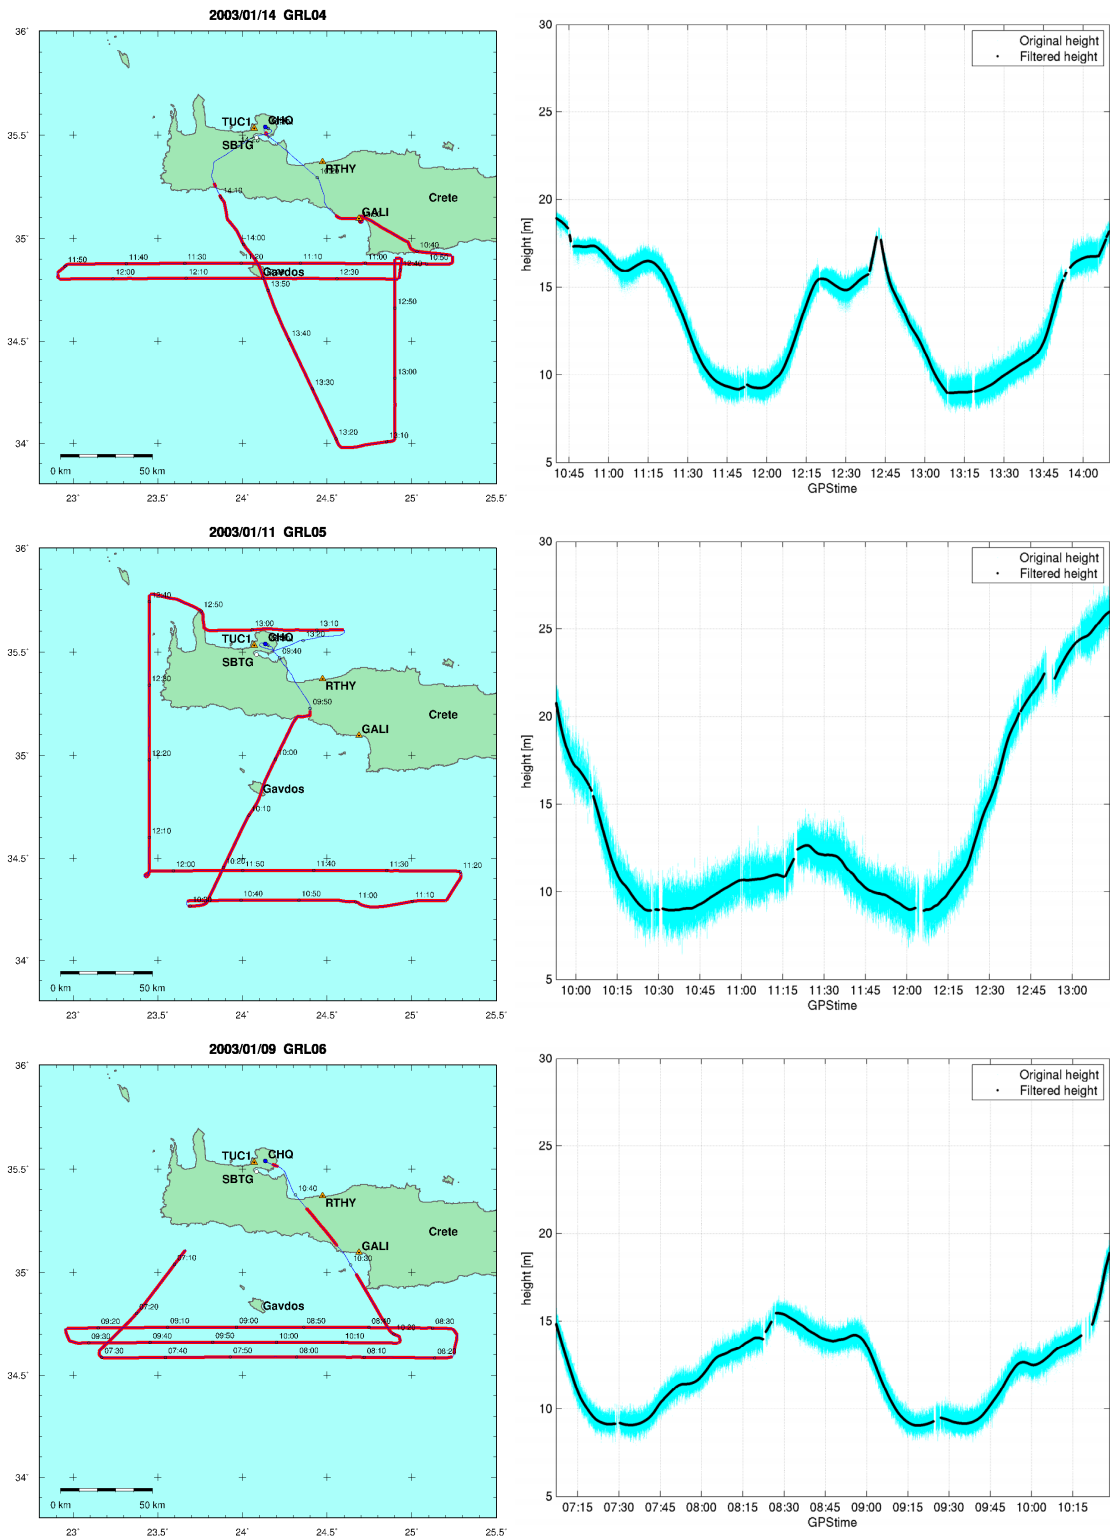 2003/01/14 GRL04
36°
35.5°
35°
34.5°
34°
23°
23.5°
24°
24.5°
25°
25.5°
TUC1
CHQ
SBTG
RTHY
GALI
Crete
Gavdos
14:10
14:00
13:50
13:40
13:30
13:20
13:10
13:00
12:50
12:40
12:30
12:10
12:00
11:50
11:40
11:30
11:20
11:10
11:00
10:50
10:40
0 km
50 km
Original height
Filtered height
30
25
20
15
10
5
height [m]
10:45 11:00 11:15 11:30 11:45 12:00 12:15 12:30 12:45 13:00 13:15 13:30 13:45 14:00
GPStime
2003/01/11 GRL05
36°
35.5°
35°
34.5°
34°
23°
23.5°
24°
24.5°
25°
25.5°
TUC1
CHQ
SBTG
RTHY
GALI
Crete
Gavdos
12:40
12:50
13:00
13:10
13:20
09:40
09:50
10:00
10:10
10:20
12:30
12:20
12:10
12:00
11:50
11:40
11:30
11:20
10:40
10:50
11:00
11:10
0 km
50 km
Original height
Filtered height
30
25
20
15
10
5
height [m]
10:00 10:15 10:30 10:45 11:00 11:15 11:30 11:45 12:00 12:15 12:30 12:45 13:00
GPStime
2003/01/09 GRL06
36°
35.5°
35°
34.5°
34°
23°
23.5°
24°
24.5°
25°
25.5°
TUC1
CHQ
SBTG
RTHY
GALI
Crete
Gavdos
10:40
10:30
10:20
07:10
07:20
09:20
09:10
09:00
08:50
08:40
08:30
09:30
09:40
09:50
10:00
10:10
07:30
07:40
07:50
08:00
08:10
08:20
0 km
50 km
Original height
Filtered height
30
25
20
15
10
5
height [m]
07:15 07:30 07:45 08:00 08:15 08:30 08:45 09:00 09:15 09:30 09:45 10:00 10:15
GPStime